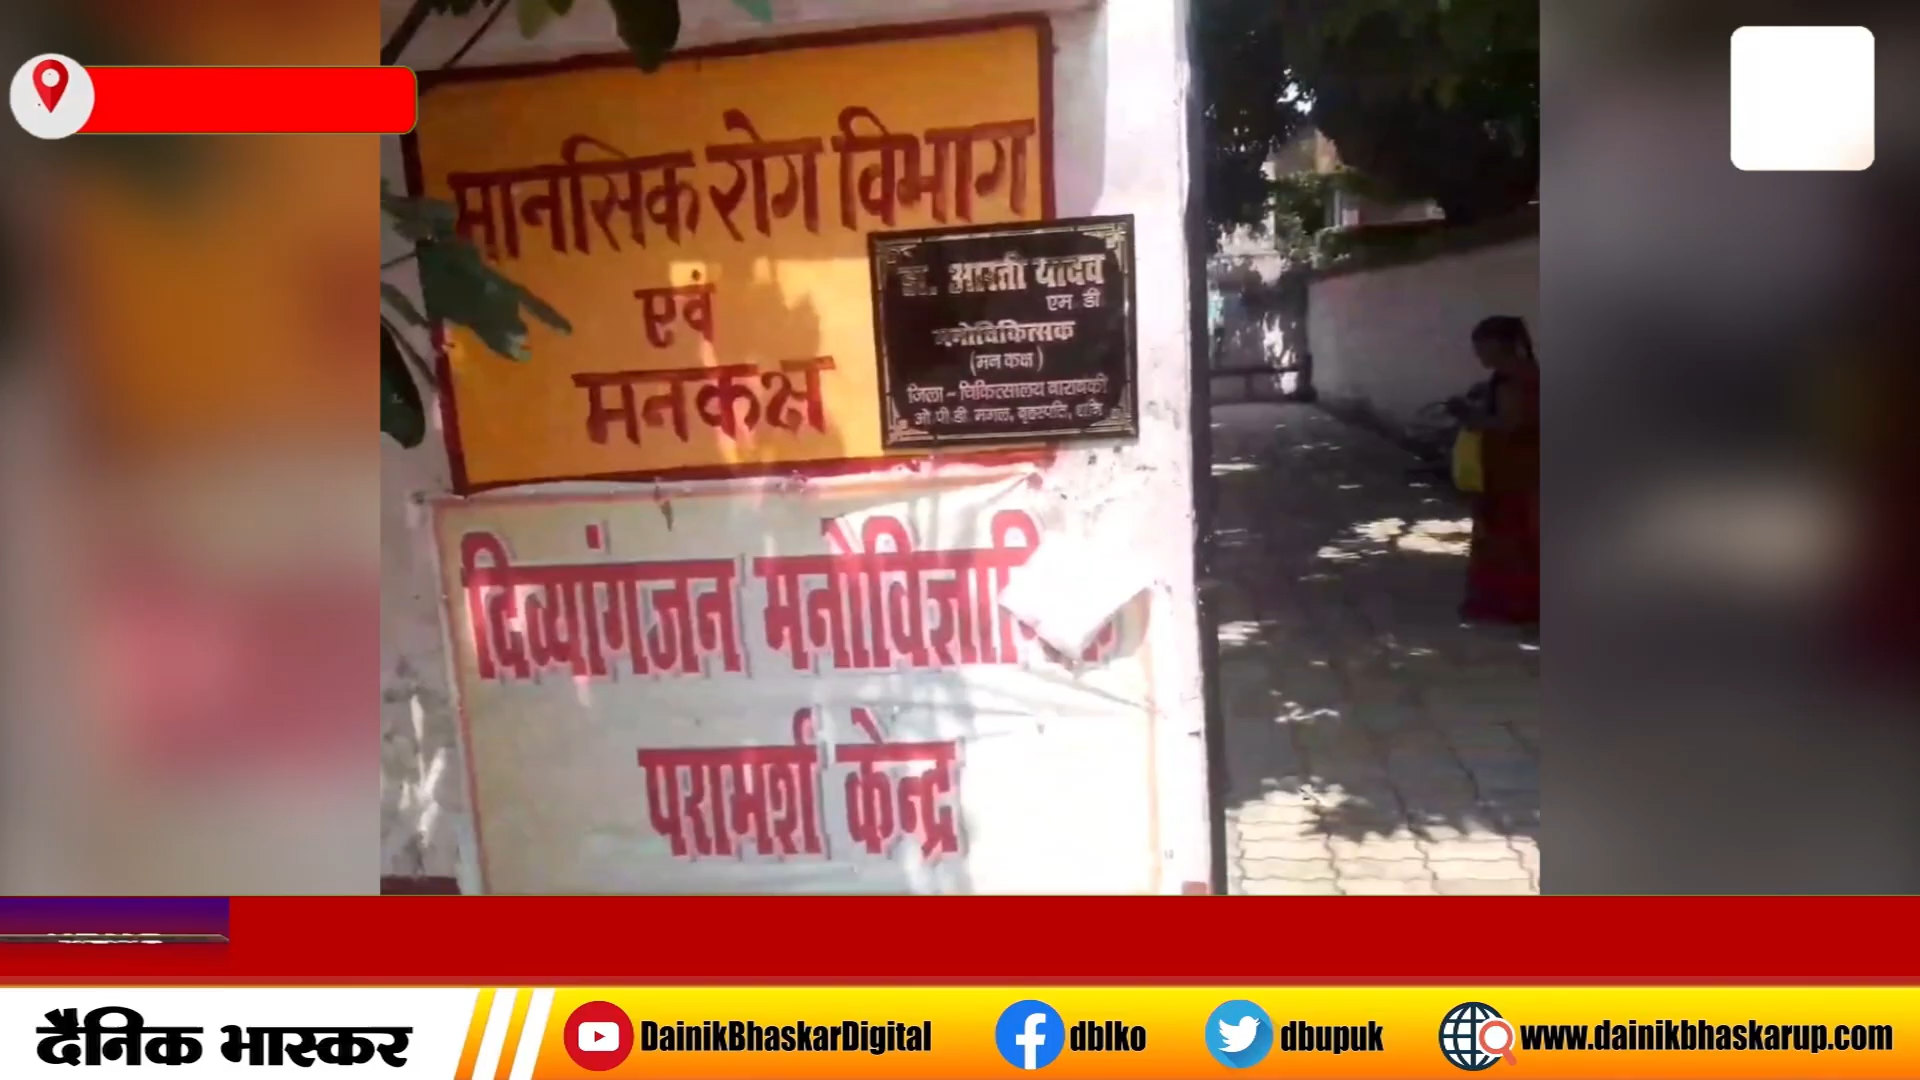 मानसिक रोग विभाग
एवं
मनकक्ष
डा. आरती यादव
एम डी
मनोचिकित्सक
(मन कक्ष)
जिला - चिकित्सालय बाराबंकी
ओ.पी.डी. मंगल, बृहस्पति, शनि
दिव्यांगजन
परामर्श केन्द्र
दैनिक भास्कर
DainikBhaskarDigital
dblko
dbupuk
www.dainikbhaskarup.com